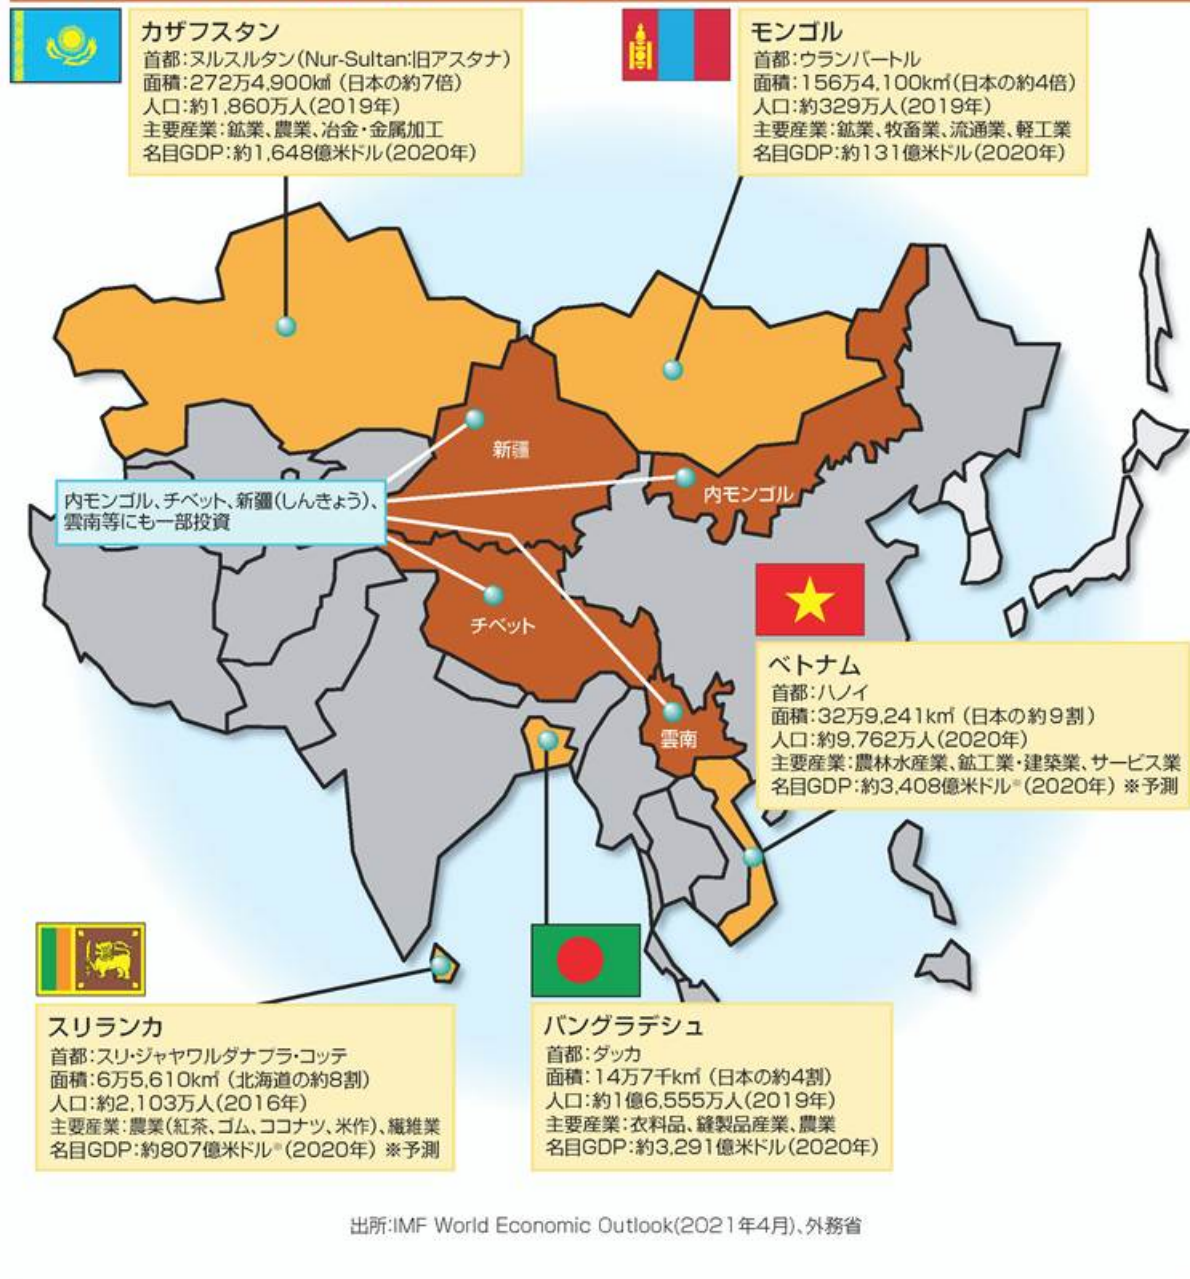 カザフスタン
首都:ヌルスルタン(Nur-Sultan:旧アスタナ)
面積:272万4,900㎢ (日本の約7倍)
人口:約1,860万人(2019年)
主要産業:鉱業、農業、冶金・金属加工
名目GDP:約1,648億米ドル(2020年)
モンゴル
首都:ウランバートル
面積:156万4,100k㎡(日本の約4倍)
人口:約329万人(2019年)
主要産業:鉱業、牧畜業、流通業、軽工業
名目GDP:約131億米ドル(2020年)
新疆
内モンゴル
内モンゴル、チベット、新疆(しんきょう)、
雲南等にも一部投資
チベット
雲南
ベトナム
首都:ハノイ
面積:32万9,241k㎡ (日本の約9割)
人口:約9,762万人(2020年)
主要産業:農林水産業、鉱工業・建築業、サービス業
名目GDP:約3,408億米ドル※(2020年) ※予測
スリランカ
首都:スリ・ジャヤワルダナプラ・コッテ
面積:6万5,610k㎡ (北海道の約8割)
人口:約2,103万人(2016年)
主要産業:農業(紅茶、ゴム、ココナツ、米作)、繊維業
名目GDP:約807億米ドル※(2020年) ※予測
バングラデシュ
首都:ダッカ
面積:14万7千k㎡ (日本の約4割)
人口:約1億6,555万人(2019年)
主要産業:衣料品、縫製品産業、農業
名目GDP:約3,291億米ドル(2020年)
出所:IMF World Economic Outlook(2021年4月)、外務省